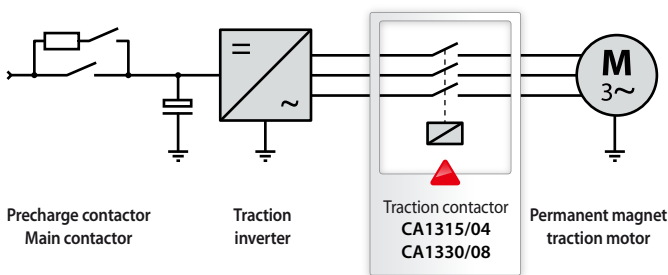 M
3~
=
~
Precharge contactor
Main contactor
Traction
inverter
Traction contactor
CA1315/04
CA1330/08
Permanent magnet
traction motor